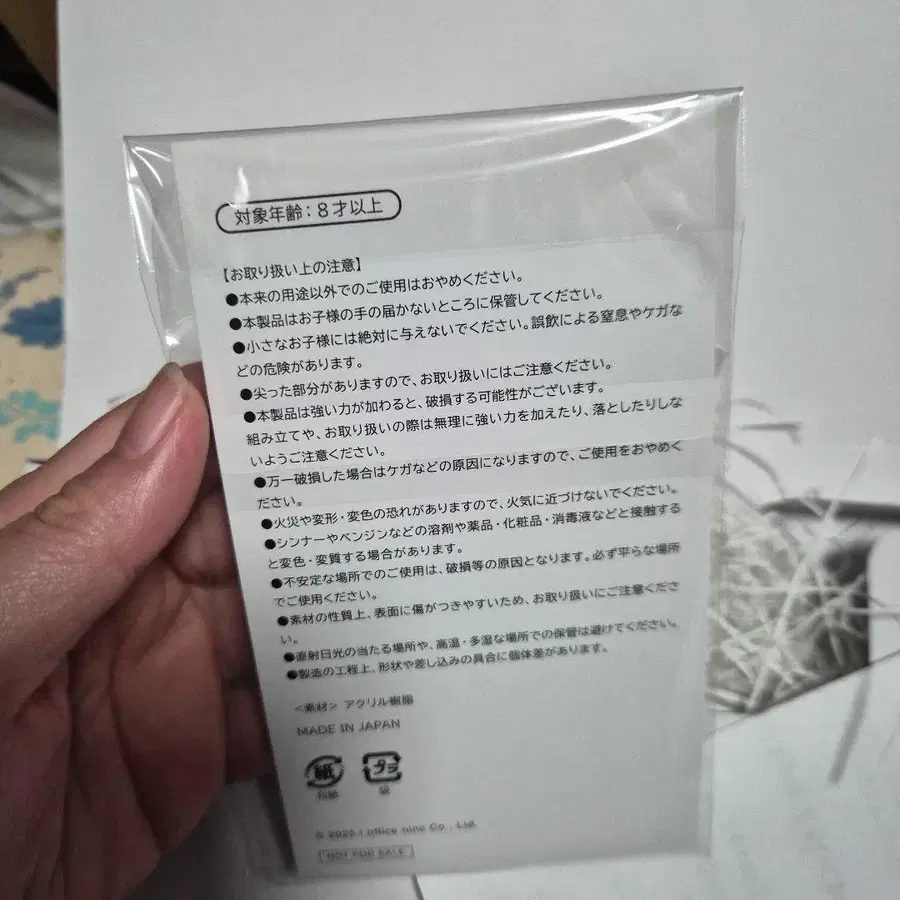 対象年齢：8才以上
【お取り扱い上の注意】
●本来の用途以外でのご使用はおやめください。
●本製品はお子様の手の届かないところに保管してください。
●小さなお子様には絶対に与えないでください。誤飲による窒息やケガな
どの危険があります。
●尖った部分がありますので、お取り扱いにはご注意ください。
●本製品は強い力が加わると、破損する可能性がございます。
組み立てや、お取り扱いの際は無理に強い力を加えたり、落としたりしな
いようご注意ください。
●万一破損した場合はケガなどの原因になりますので、ご使用をおやめく
ださい。
●火災や変形・変色の恐れがありますので、火気に近づけないでください。
●シンナーやベンジンなどの溶剤や薬品・化粧品・消毒液などと接触する
と変色・変質する場合があります。
●不安定な場所でのご使用は、破損等の原因となります。必ず平らな場所
でご使用ください。
●素材の性質上、表面に傷がつきやすいため、お取り扱いにご注意くださ
い。
●直射日光の当たる場所や、高温・多湿な場所での保管は避けてください。
●製造の工程上、形状や差し込みの具合に個体差があります。
<素材> アクリル樹脂
MADE IN JAPAN
紙 プラ
台紙 袋
office nine Co., Ltd.
NOT FOR SALE